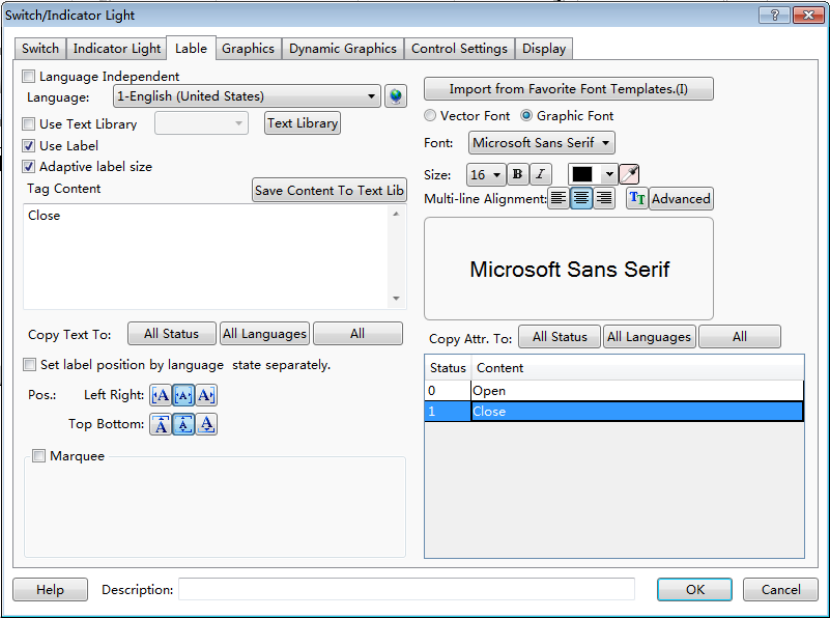 Switch/Indicator Light
Switch Indicator Light Lable Graphics Dynamic Graphics Control Settings Display
Language Independent
Language: 1-English (United States)
Use Text Library Text Library
Use Label
Adaptive label size
Tag Content Save Content To Text Lib
Close
Copy Text To: All Status All Languages All
Set label position by language state separately.
Pos.: Left Right: A A A
Top Bottom: A A A
Marquee
Import from Favorite Font Templates.(I)
Vector Font Graphic Font
Font: Microsoft Sans Serif
Size: 16 B I
Multi-line Alignment: TT Advanced
Microsoft Sans Serif
Copy Attr. To: All Status All Languages All
Status Content
0 Open
1 Close
Help Description: OK Cancel